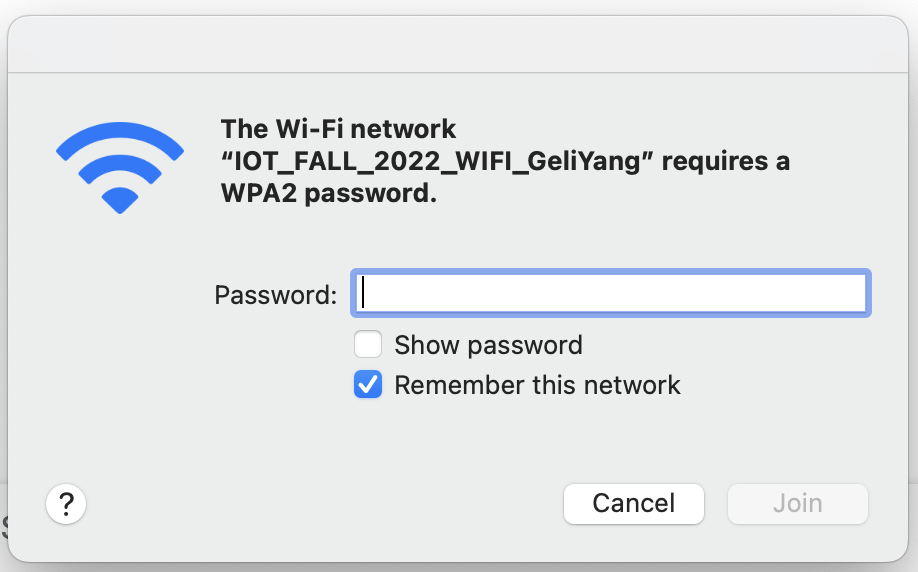 The Wi-Fi network
“IOT_FALL_2022_WIFI_GeliYang” requires a
WPA2 password.
Password:
Show password
Remember this network
?
Cancel
Join